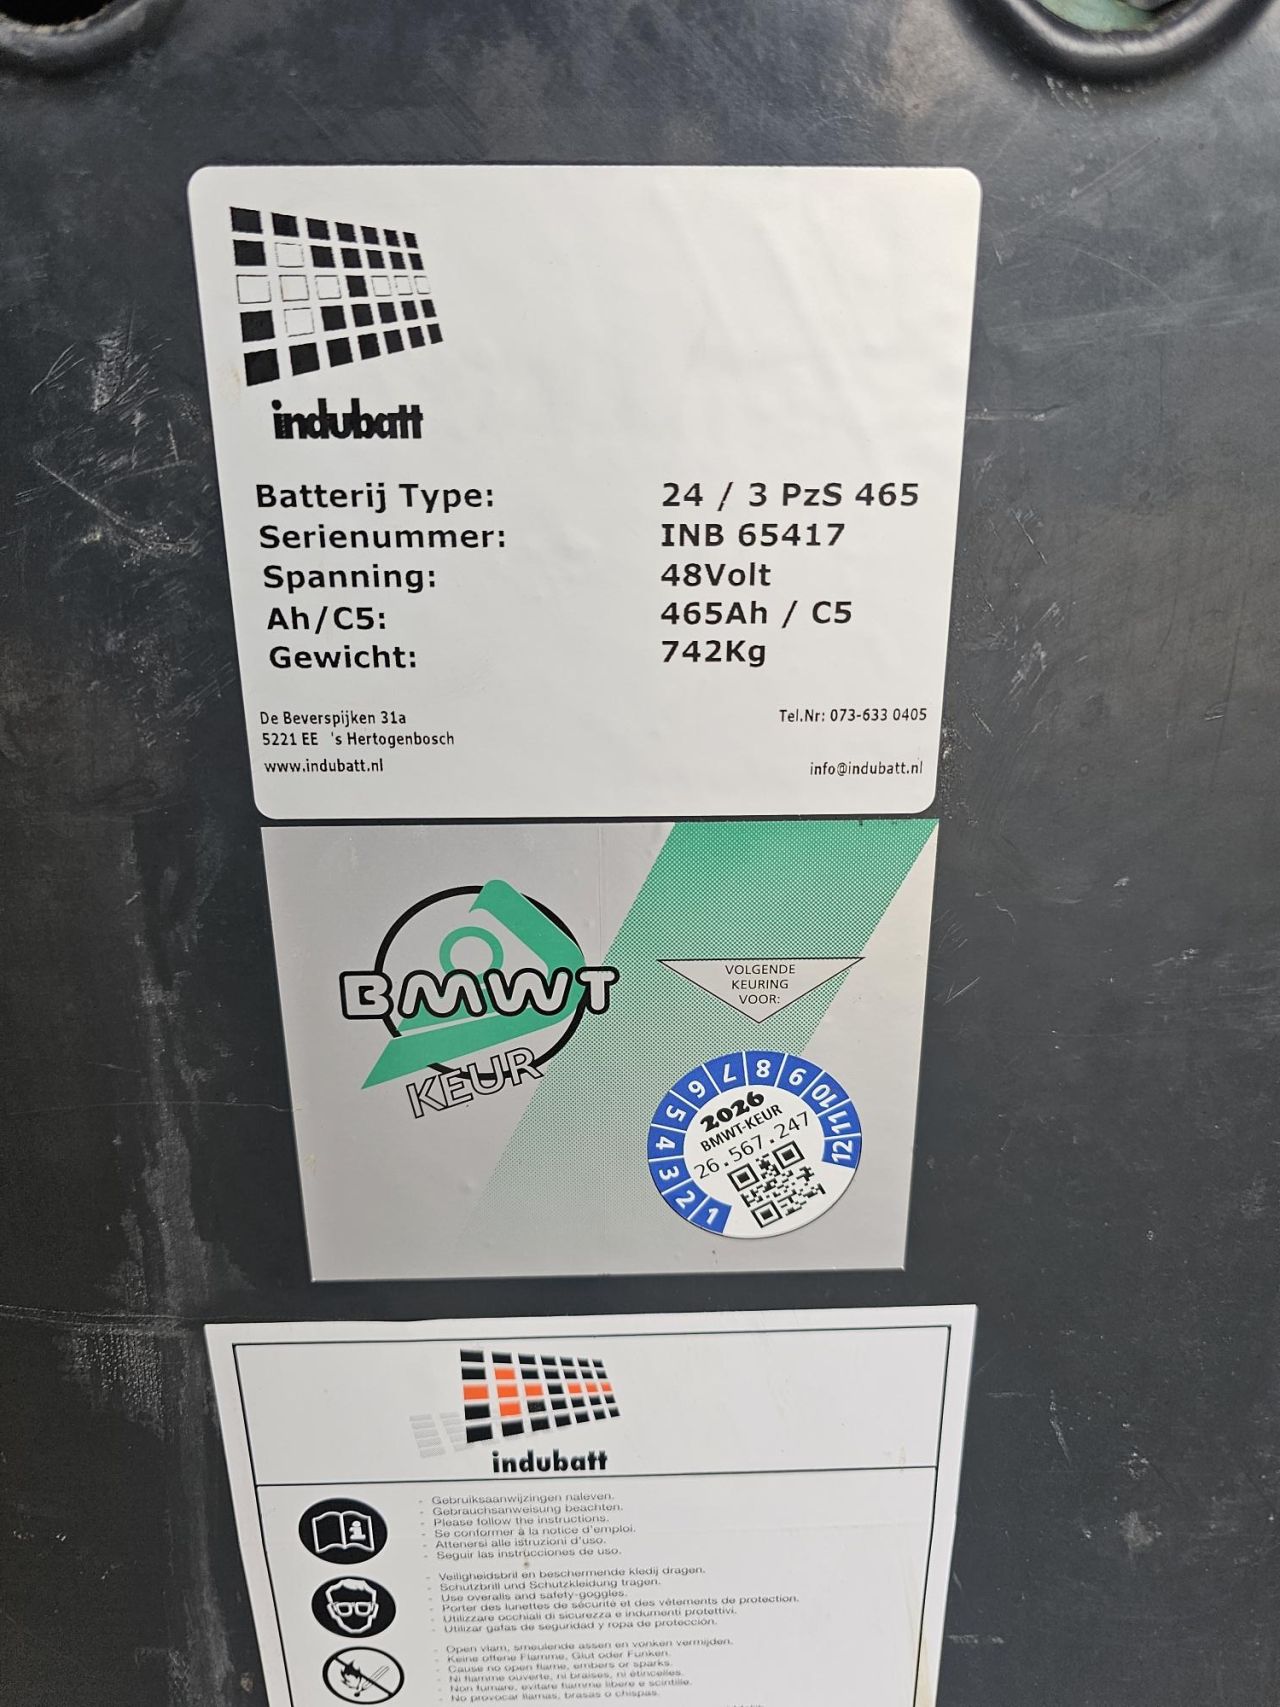 indubatt
Batterij Type: 24 / 3 PzS 465
Serienummer: INB 65417
Spanning: 48Volt
Ah/C5: 465Ah / C5
Gewicht: 742Kg
De Beverspijken 31a Tel.Nr: 073-633 0405
5221 EE 's Hertogenbosch
www.indubatt.nl info@indubatt.nl
BMWT
KEUR
VOLGENDE
KEURING
VOOR:
1 2 3 4 5 6 7 8 9 10 11 12
2026
BMWT-KEUR
26.567.247
indubatt
- Gebruiksaanwijzingen naleven.
- Gebrauchsanweisung beachten.
- Please follow the instructions.
- Se conformer à la notice d'emploi.
- Attenersi alle istruzioni d'uso.
- Seguir las instrucciones de uso.
- Veiligheidsbril en beschermende kledij dragen.
- Schutzbrill und Schutzkleidung tragen.
- Use overalls and safety-goggles.
- Porter des lunettes de sécurité et des vêtements de protection.
- Utilizzare occhiali di sicurezza e indumenti protettivi.
- Utilizar gafas de seguridad y ropa de protección.
- Open vlam, smeulende assen en vonken vermijden.
- Keine offene Flamme, Glut oder Funken.
- Cause no open flame, embers or sparks.
- Ni flamme ouverte, ni braises, ni étincelles.
- Non fumare, evitare fiamme libere e scintille.
- No provocar llamas, brasas o chispas.